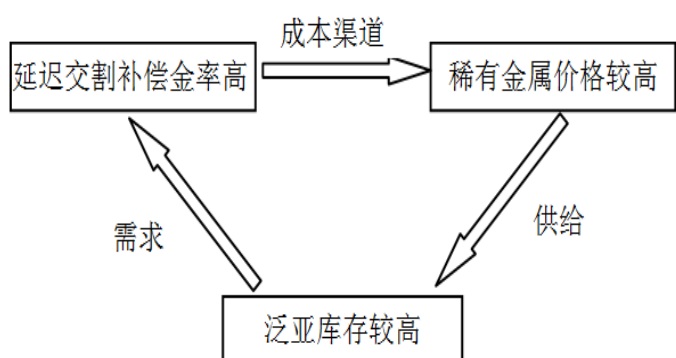 成本渠道
延迟交割补偿金率高
稀有金属价格较高
供给
需求
泛亚库存较高